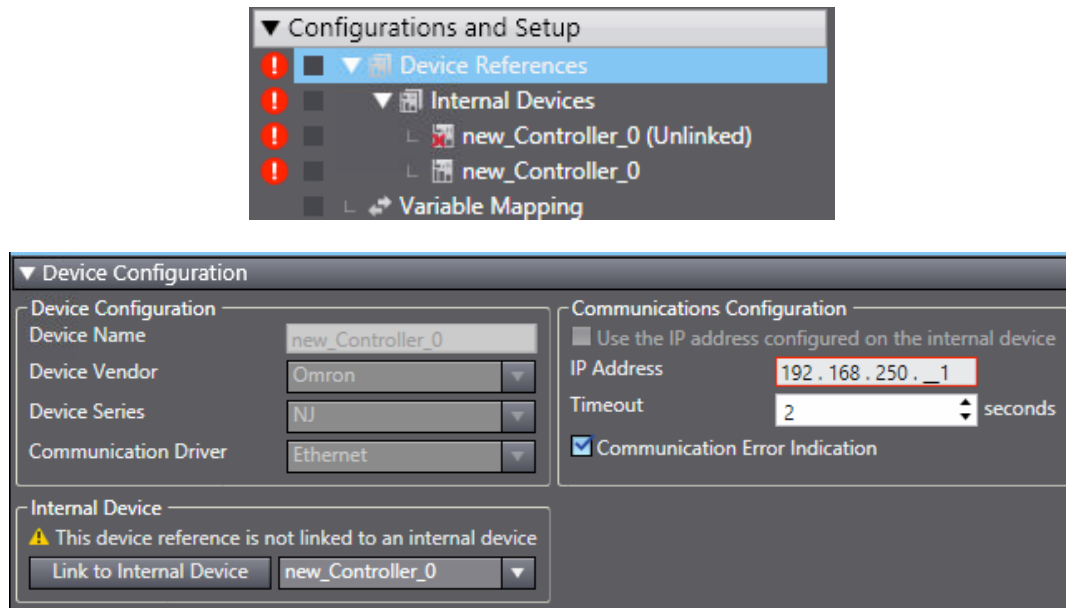 Configurations and Setup
Device References
Internal Devices
new_Controller_0 (Unlinked)
new_Controller_0
Variable Mapping
Device Configuration
Device Configuration
Device Name new_Controller_0
Device Vendor Omron
Device Series NJ
Communication Driver Ethernet
Communications Configuration
Use the IP address configured on the internal device
IP Address 192 . 168 . 250 . __1
Timeout 2 seconds
Communication Error Indication
Internal Device
This device reference is not linked to an internal device
Link to Internal Device new_Controller_0